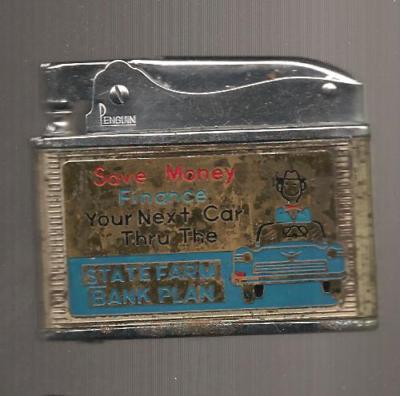 PENGUIN
Save Money
Finance
Your Next Car
Thru The
STATE FARM
BANK PLAN